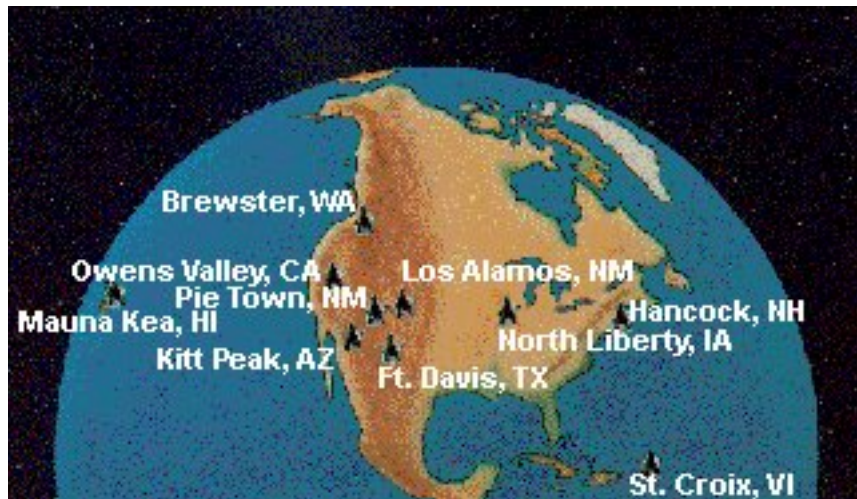 Brewster, WA
Owens Valley, CA
Los Alamos, NM
Pie Town, NM
Mauna Kea, HI
Hancock, NH
North Liberty, IA
Kitt Peak, AZ
Ft. Davis, TX
St. Croix, VI